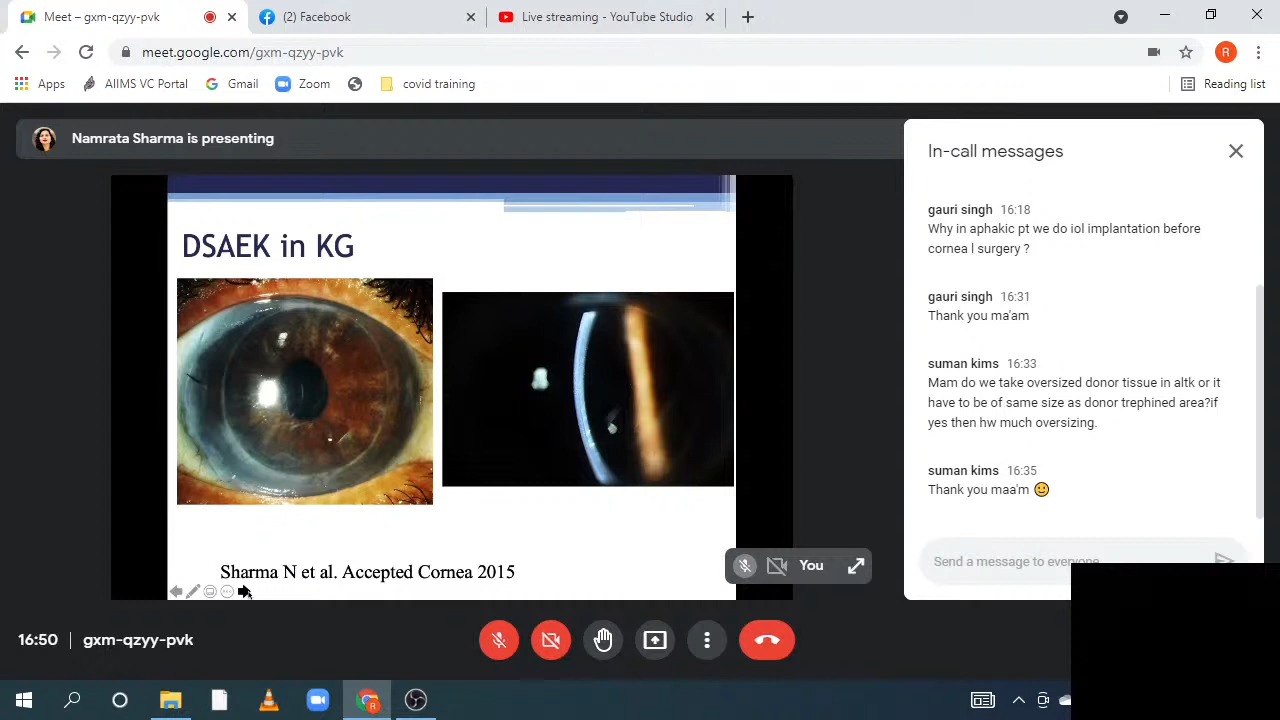 Meet – gxm-qzyy-pvk
(2) Facebook
Live streaming - YouTube Studio
meet.google.com/gxm-qzyy-pvk
R
Apps
AIIMS VC Portal
Gmail
Zoom
covid training
Reading list
Namrata Sharma is presenting
DSAEK in KG
Sharma N et al. Accepted Cornea 2015
You
In-call messages
gauri singh 16:18
Why in aphakic pt we do iol implantation before
cornea l surgery ?
gauri singh 16:31
Thank you ma'am
suman kims 16:33
Mam do we take oversized donor tissue in altk or it
have to be of same size as donor trephined area?if
yes then hw much oversizing.
suman kims 16:35
Thank you maa'm
Send a message to everyone
16:50 | gxm-qzyy-pvk
R